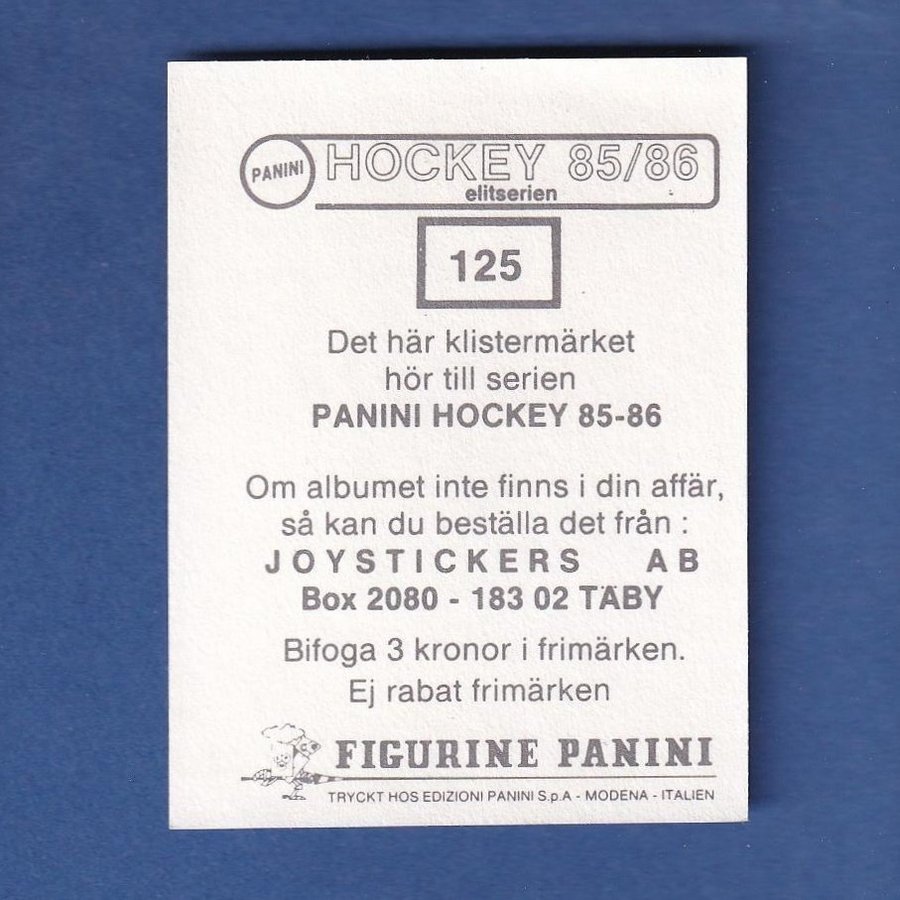 PANINI
HOCKEY 85/86
elitserien
125
Det här klistermärket
hör till serien
PANINI HOCKEY 85-86
Om albumet inte finns i din affär,
så kan du beställa det från :
JOYSTICKERS AB
Box 2080 - 183 02 TÄBY
Bifoga 3 kronor i frimärken.
Ej rabat frimärken
FIGURINE PANINI
TRYCKT HOS EDIZIONI PANINI S.p.A - MODENA - ITALIEN